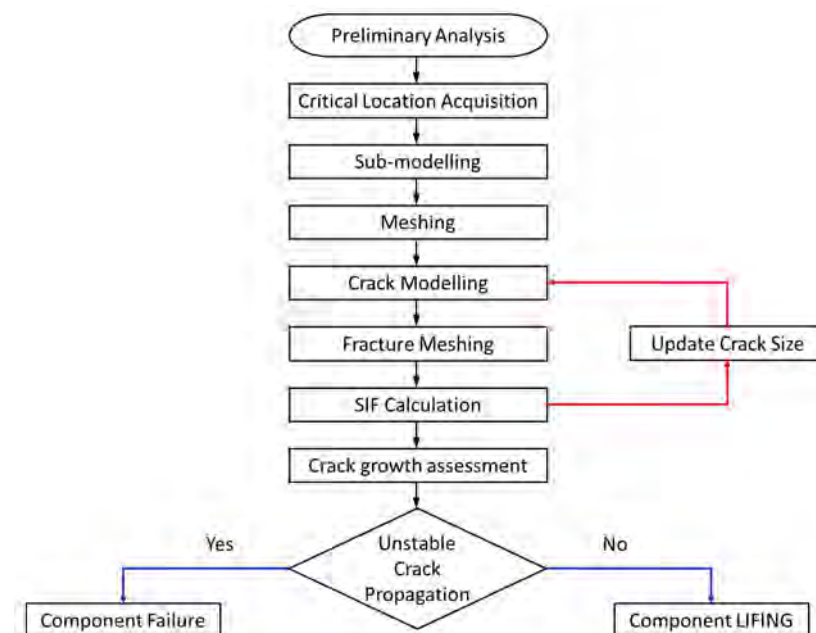 Preliminary Analysis
Critical Location Acquisition
Sub-modelling
Meshing
Crack Modelling
Fracture Meshing
Update Crack Size
SIF Calculation
Crack growth assessment
Yes
Unstable
Crack
Propagation
No
Component Failure
Component LIFING